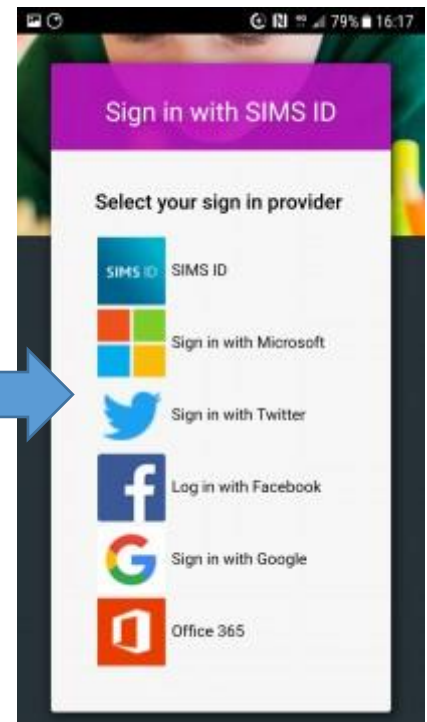 79% 16:17
Sign in with SIMS ID
Select your sign in provider
SIMS ID SIMS ID
Sign in with Microsoft
Sign in with Twitter
f Log in with Facebook
G Sign in with Google
Office 365